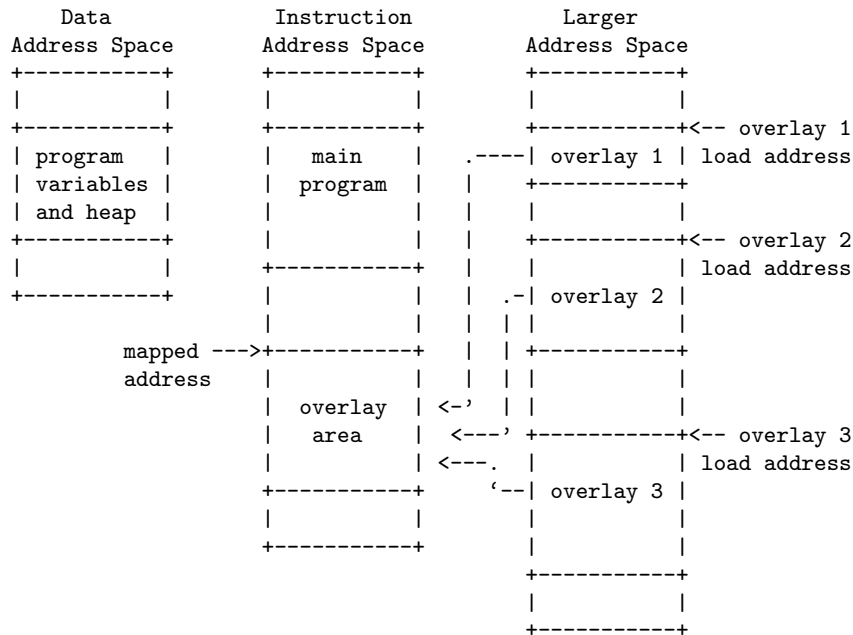 Data             Instruction            Larger
Address Space       Address Space        Address Space
+-----------+       +-----------+        +-----------+
|           |       |           |        |           |
+-----------+       +-----------+        +-----------+<-- overlay 1
| program   |       |   main    |   .----| overlay 1 | load address
| variables |       |  program  |   |    +-----------+
| and heap  |       |           |   |    |           |
+-----------+       |           |   |    +-----------+<-- overlay 2
|           |       +-----------+   |    |           | load address
+-----------+       |           |   |  .-| overlay 2 |
                    |           |   |  | |           |
         mapped --->+-----------+   |  | +-----------+
         address    |           |   |  | |           |
                    |  overlay  | <-'  | |           |
                    |   area    |  <---' +-----------+<-- overlay 3
                    |           | <---.  |           | load address
                    +-----------+     ‘--| overlay 3 |
                    |           |        |           |
                    +-----------+        |           |
                                         +-----------+
                                         |           |
                                         +-----------+